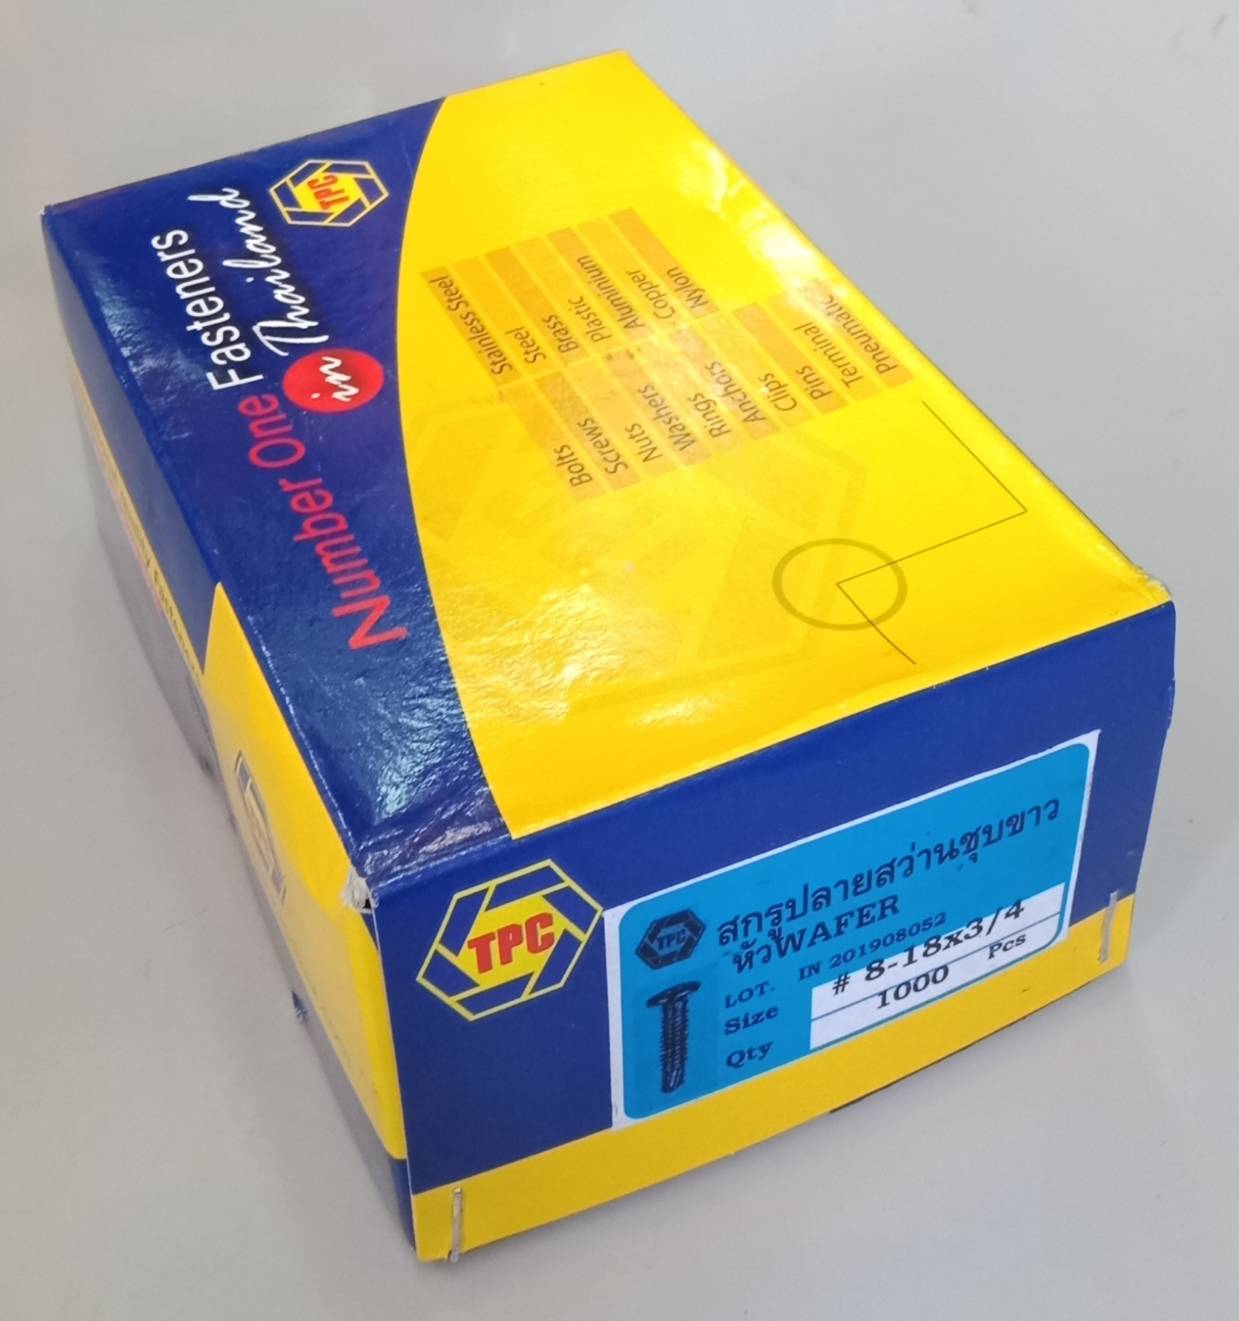 Number One Fasteners
in Thailand
TPC
Stainless Steel
Steel
Brass
Plastic
Aluminium
Copper
Nylon
Bolts
Screws
Nuts
Washers
Rings
Anchors
Clips
Pins
Terminal
Pneumatic
TPC
TPC
สกรูปลายสว่านชุบขาว
หัวWAFER
LOT. IN 201908052
Size # 8-18x3/4
Qty 1000 Pcs